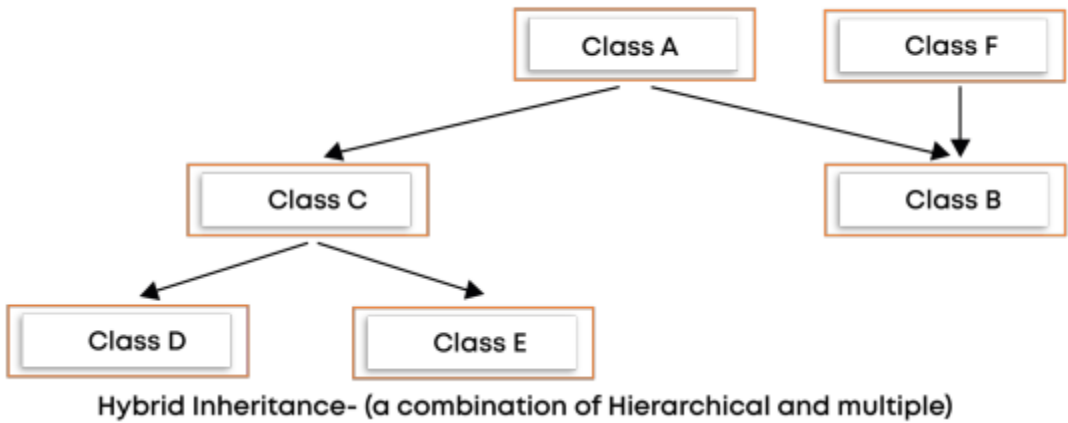 Class A
Class F
Class C
Class B
Class D
Class E
Hybrid Inheritance- (a combination of Hierarchical and multiple)